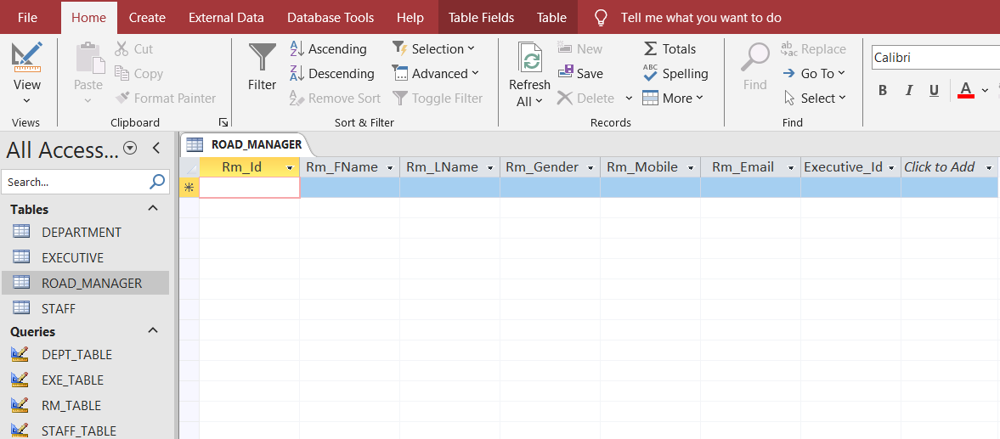 File Home Create External Data Database Tools Help Table Fields Table Tell me what you want to do
View
Views
Paste
Cut
Copy
Format Painter
Clipboard
Filter
Ascending
Descending
Remove Sort
Selection
Advanced
Toggle Filter
Sort & Filter
Refresh
All
New
Save
Delete
Totals
Spelling
More
Records
Find
Replace
Go To
Select
Find
Calibri
B I U A
All Access...
Search...
Tables
DEPARTMENT
EXECUTIVE
ROAD_MANAGER
STAFF
Queries
DEPT_TABLE
EXE_TABLE
RM_TABLE
STAFF_TABLE
ROAD_MANAGER
Rm_Id Rm_FName Rm_LName Rm_Gender Rm_Mobile Rm_Email Executive_Id Click to Add